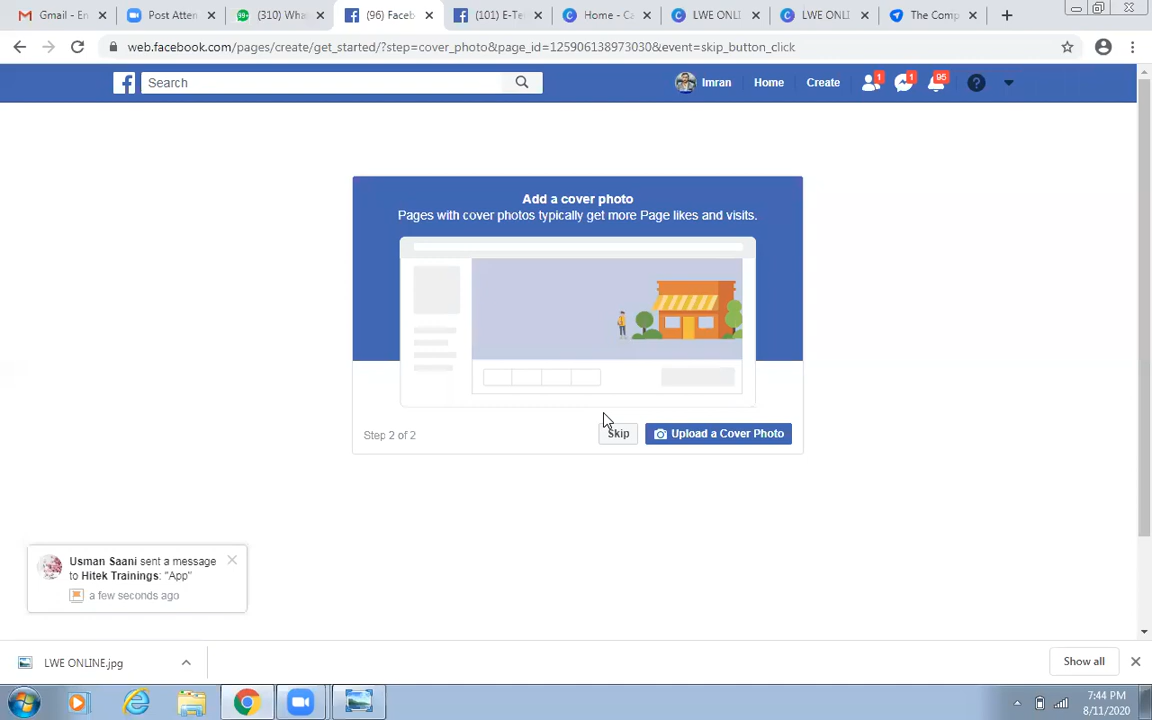 Gmail - En
Post Atten
(310) Wha
(96) Faceb
(101) E-Te
Home - Ca
LWE ONLI
LWE ONLI
The Comp
web.facebook.com/pages/create/get_started/?step=cover_photo&page_id=125906138973030&event=skip_button_click
Search
Imran
Home
Create
1
1
95
Add a cover photo
Pages with cover photos typically get more Page likes and visits.
Step 2 of 2
Skip
Upload a Cover Photo
Usman Saani sent a message
to Hitek Trainings: "App"
a few seconds ago
LWE ONLINE.jpg
Show all
7:44 PM
8/11/2020